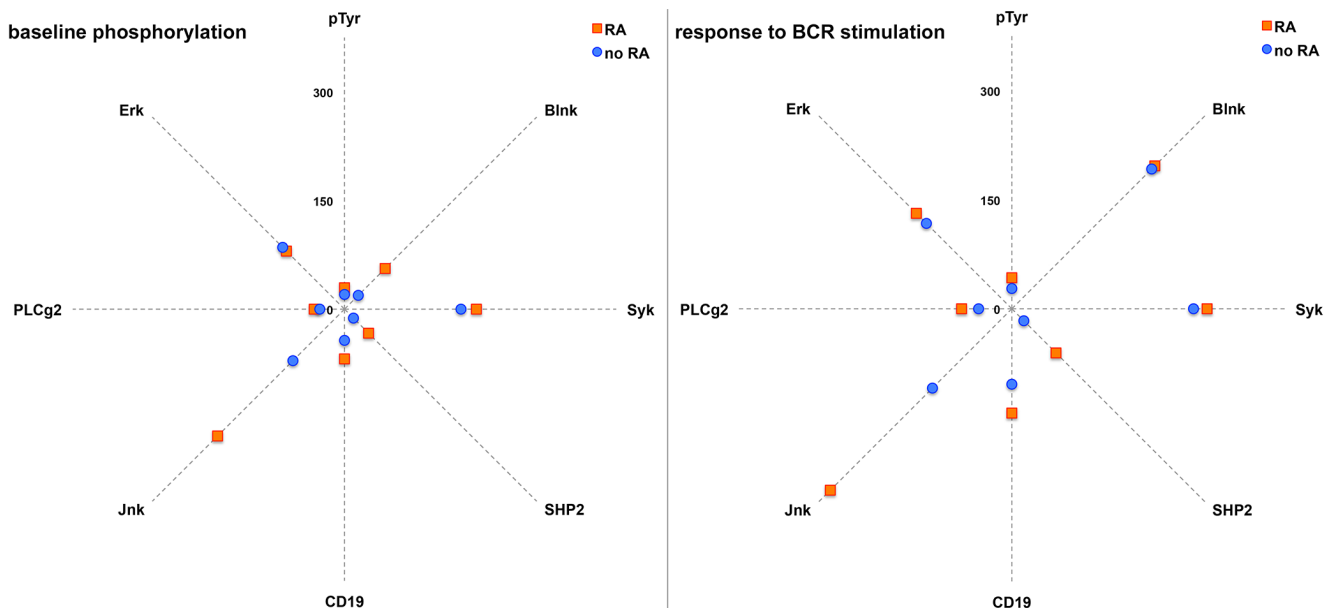 baseline phosphorylation
pTyr
RA
no RA
300
Erk
Blnk
150
PLCg2
0
Syk
Jnk
SHP2
CD19
response to BCR stimulation
pTyr
RA
no RA
300
Erk
Blnk
150
PLCg2
0
Syk
Jnk
SHP2
CD19